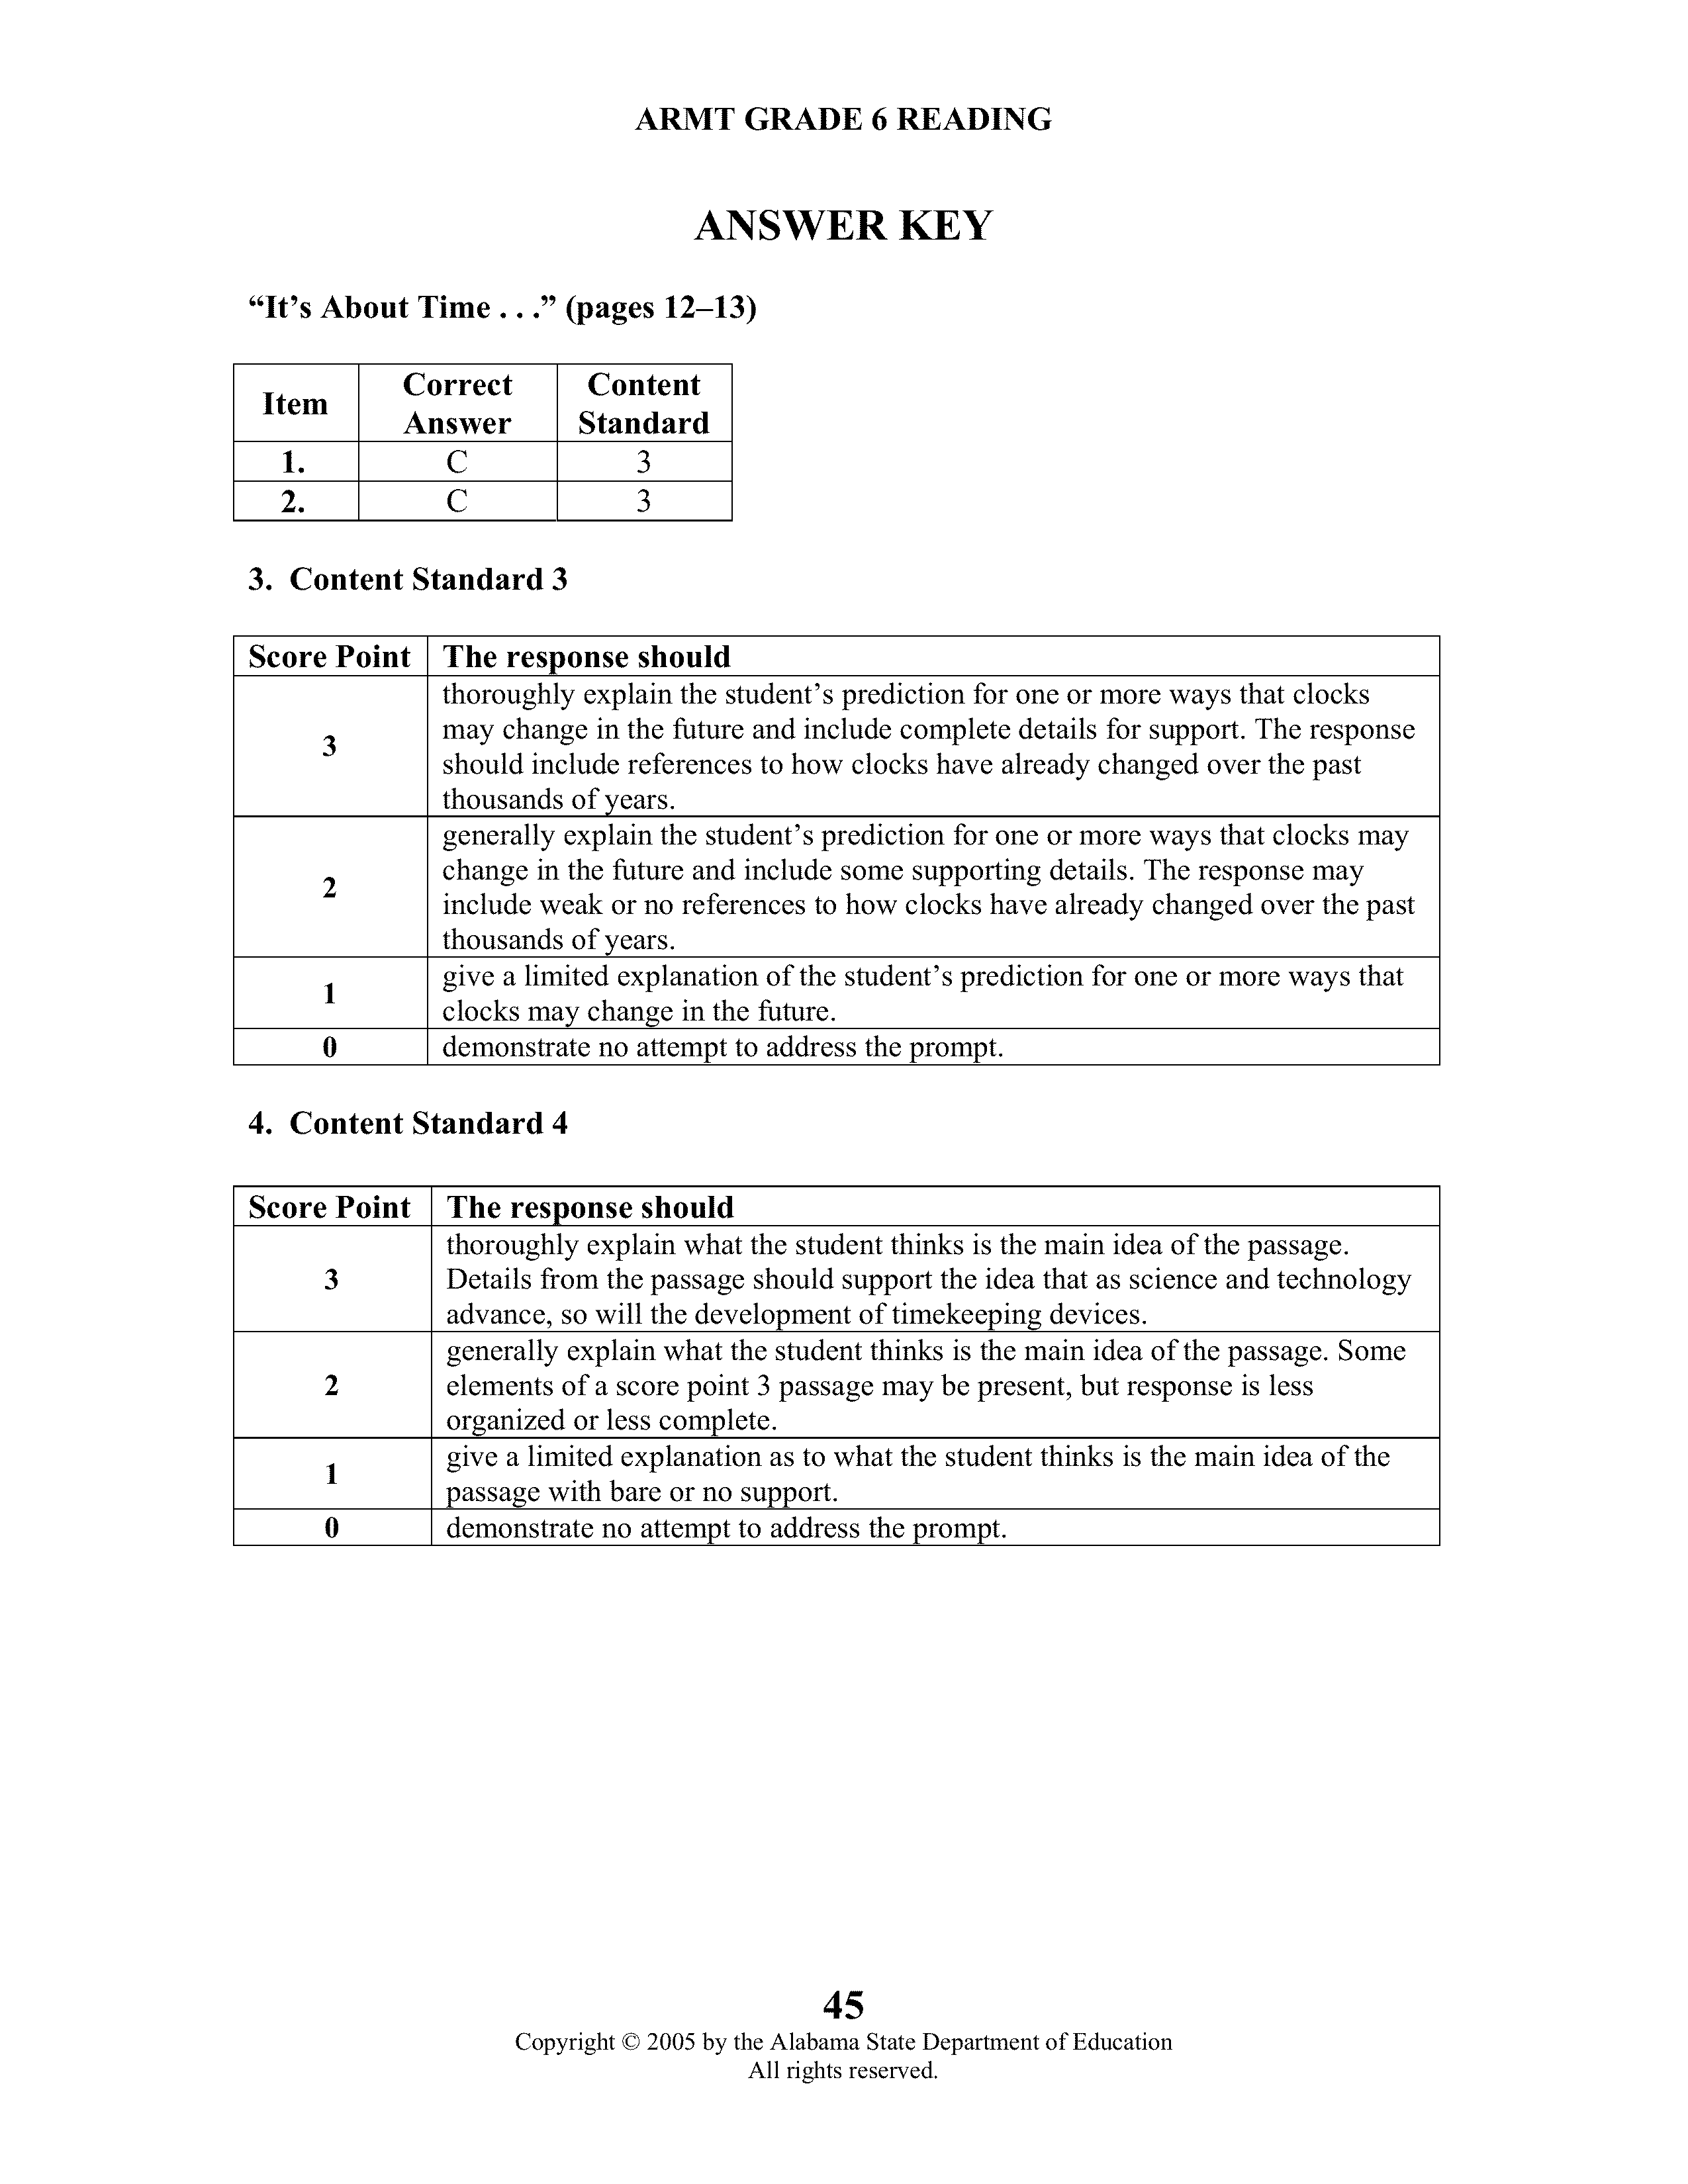 ARMT GRADE 6 READING
ANSWER KEY
“It’s About Time . . .” (pages 12–13)
Item Correct Answer Content Standard
1. C 3
2. C 3
3. Content Standard 3
Score Point The response should
3 thoroughly explain the student’s prediction for one or more ways that clocks
may change in the future and include complete details for support. The response
should include references to how clocks have already changed over the past
thousands of years.
2 generally explain the student’s prediction for one or more ways that clocks may
change in the future and include some supporting details. The response may
include weak or no references to how clocks have already changed over the past
thousands of years.
1 give a limited explanation of the student’s prediction for one or more ways that
clocks may change in the future.
0 demonstrate no attempt to address the prompt.
4. Content Standard 4
Score Point The response should
3 thoroughly explain what the student thinks is the main idea of the passage.
Details from the passage should support the idea that as science and technology
advance, so will the development of timekeeping devices.
2 generally explain what the student thinks is the main idea of the passage. Some
elements of a score point 3 passage may be present, but response is less
organized or less complete.
1 give a limited explanation as to what the student thinks is the main idea of the
passage with bare or no support.
0 demonstrate no attempt to address the prompt.
45
Copyright © 2005 by the Alabama State Department of Education
All rights reserved.